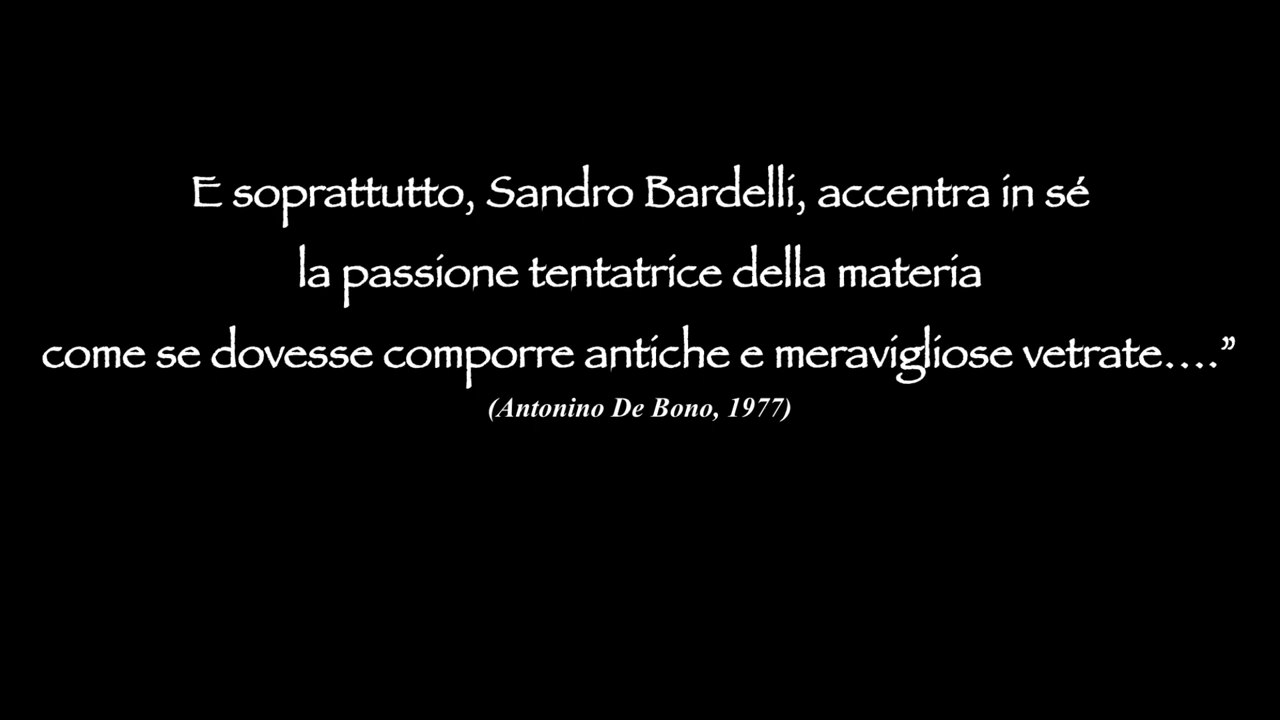 E soprattutto, Sandro Bardelli, accentra in sé
la passione tentatrice della materia
come se dovesse comporre antiche e meravigliose vetrate....”
(Antonino De Bono, 1977)